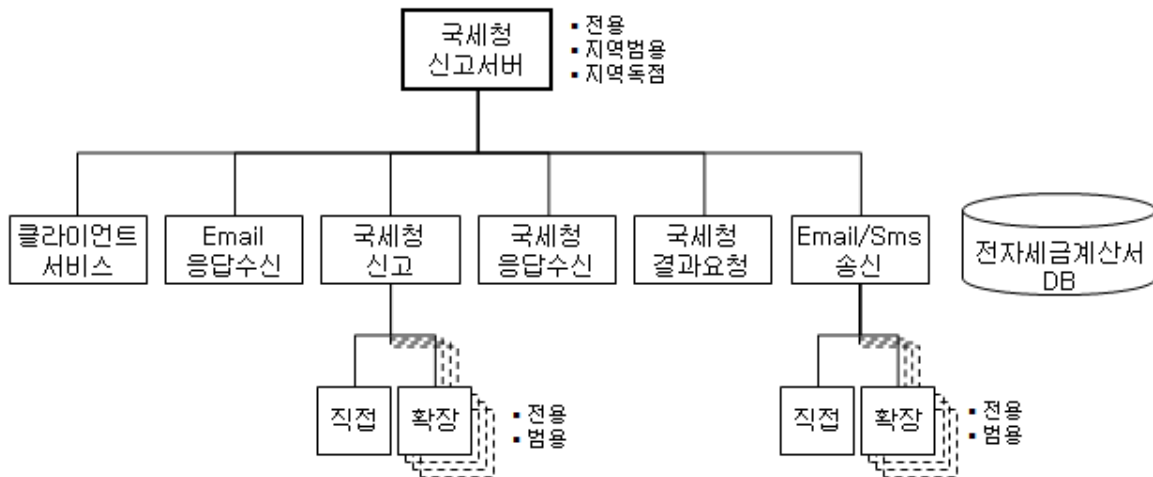 국세청
신고서버
▪ 전용
▪ 지역범용
▪ 지역독점
클라이언트
서비스
Email
응답수신
국세청
신고
국세청
응답수신
국세청
결과요청
Email/Sms
송신
전자세금계산서
DB
직접
확장
▪ 전용
▪ 범용
직접
확장
▪ 전용
▪ 범용